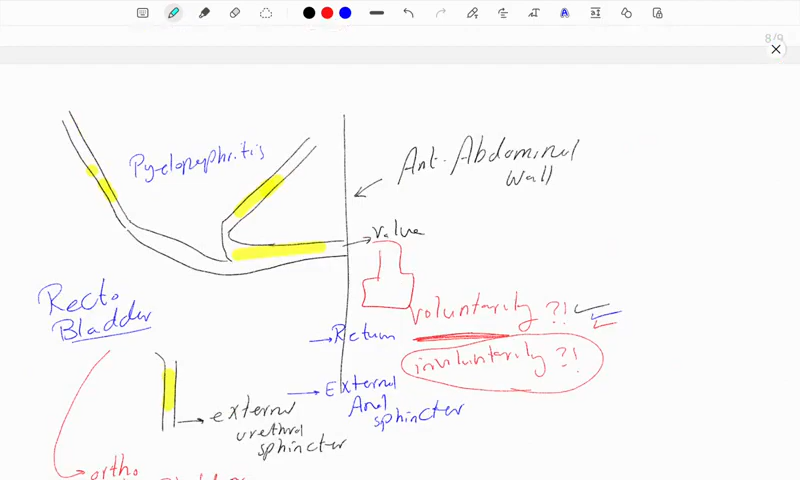 8/9
Pyelonephritis
Ant. Abdominal
Wall
valve
Recto
Bladder
voluntarily ?!
→ Rectum
involuntarily ?!
→ External
Anal
sphincter
→ external
urethral
sphincter
ortho